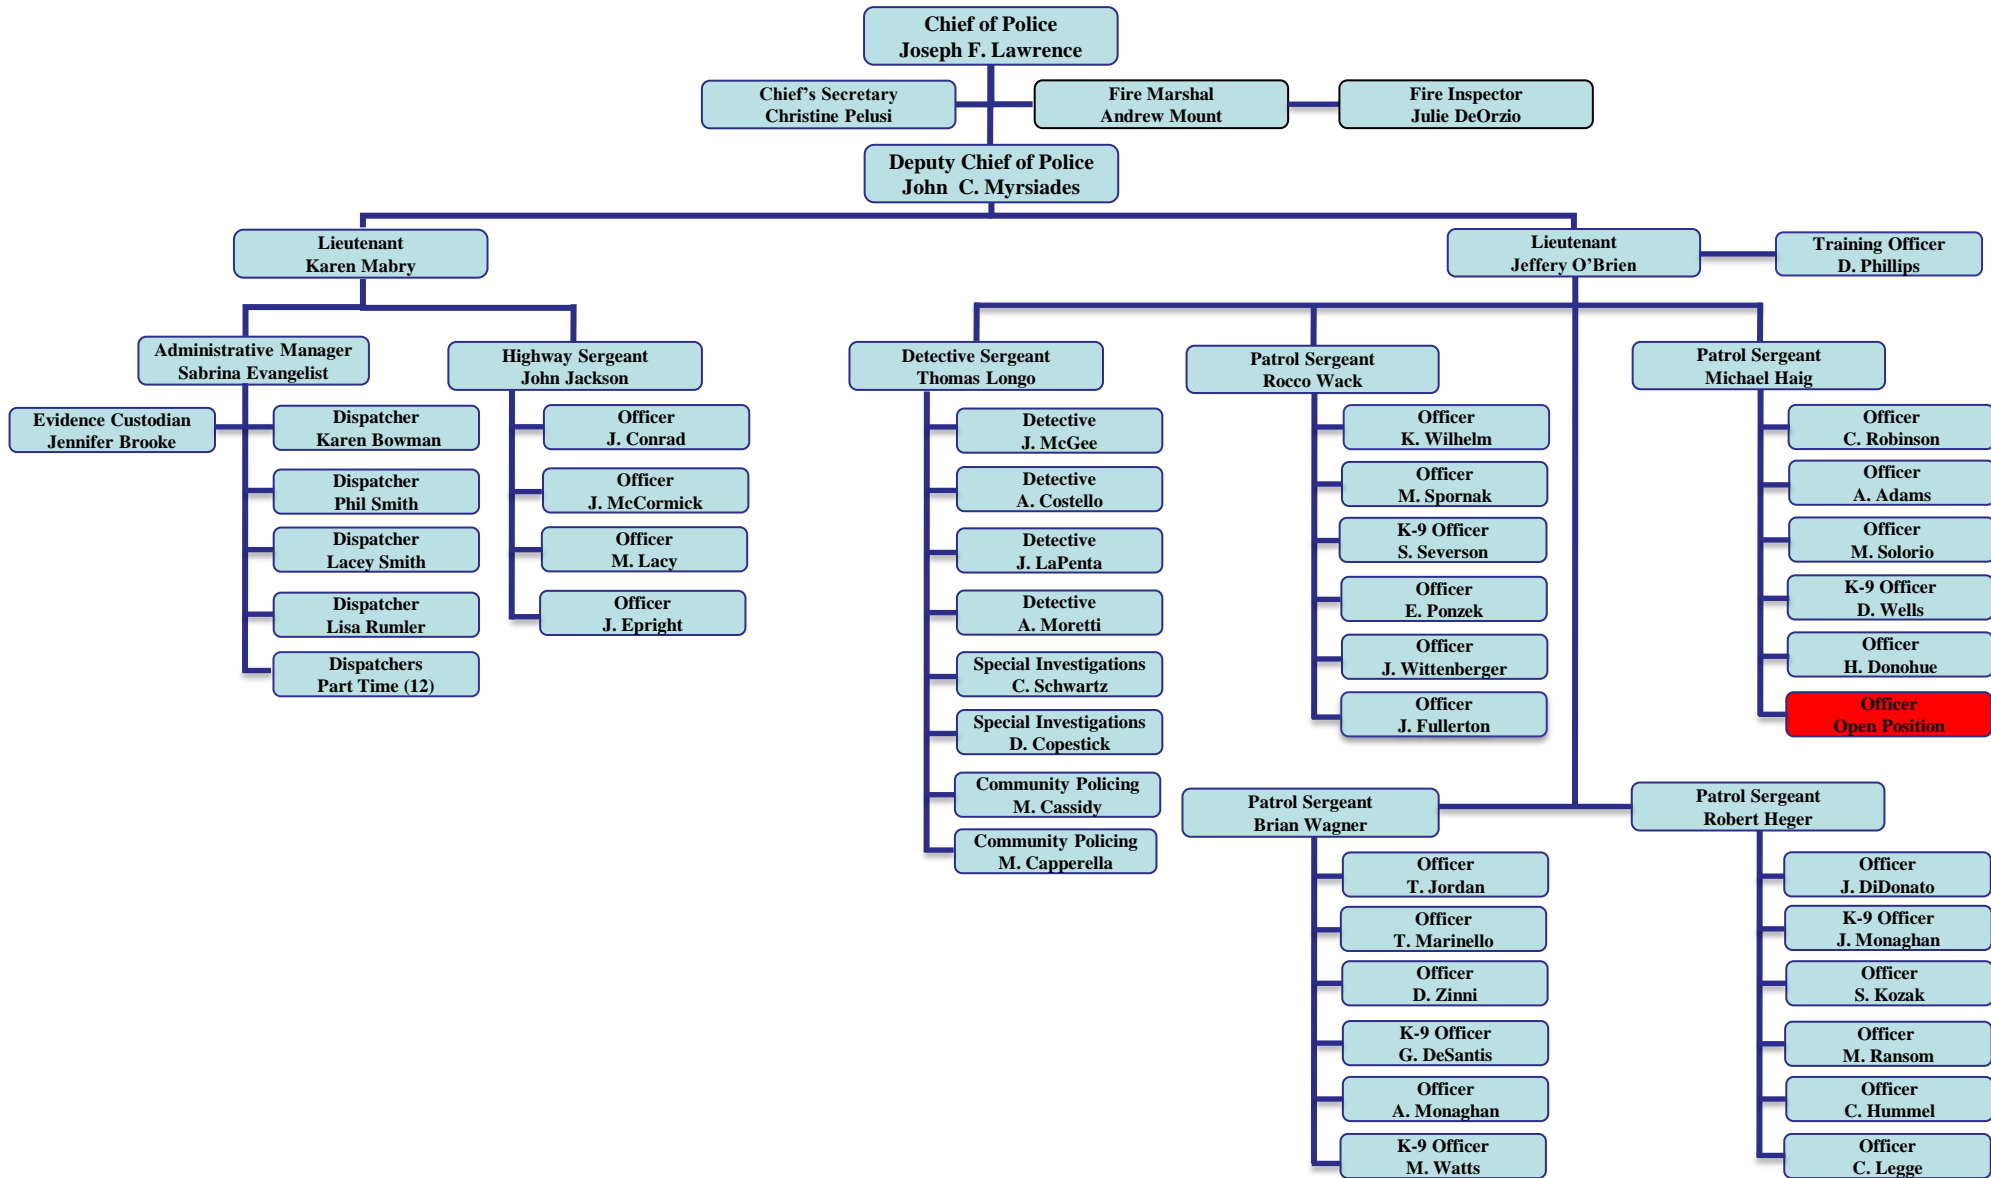 Chief of Police
Joseph F. Lawrence
Chief's Secretary
Christine Pelusi
Fire Marshal
Andrew Mount
Fire Inspector
Julie DeOrzio
Deputy Chief of Police
John C. Myrsiades
Lieutenant
Karen Mabry
Lieutenant
Jeffery O'Brien
Training Officer
D. Phillips
Administrative Manager
Sabrina Evangelist
Evidence Custodian
Jennifer Brooke
Dispatcher
Karen Bowman
Dispatcher
Phil Smith
Dispatcher
Lacey Smith
Dispatcher
Lisa Rumler
Dispatchers
Part Time (12)
Highway Sergeant
John Jackson
Officer
J. Conrad
Officer
J. McCormick
Officer
M. Lacy
Officer
J. Epright
Detective Sergeant
Thomas Longo
Detective
J. McGee
Detective
A. Costello
Detective
J. LaPenta
Detective
A. Moretti
Special Investigations
C. Schwartz
Special Investigations
D. Copestick
Community Policing
M. Cassidy
Community Policing
M. Capperella
Patrol Sergeant
Rocco Wack
Officer
K. Wilhelm
Officer
M. Spornak
K-9 Officer
S. Severson
Officer
E. Ponzek
Officer
J. Wittenberger
Officer
J. Fullerton
Patrol Sergeant
Michael Haig
Officer
C. Robinson
Officer
A. Adams
Officer
M. Solorio
K-9 Officer
D. Wells
Officer
H. Donohue
Officer
Open Position
Patrol Sergeant
Brian Wagner
Officer
T. Jordan
Officer
T. Marinello
Officer
D. Zinni
K-9 Officer
G. DeSantis
Officer
A. Monaghan
K-9 Officer
M. Watts
Patrol Sergeant
Robert Heger
Officer
J. DiDonato
K-9 Officer
J. Monaghan
Officer
S. Kozak
Officer
M. Ransom
Officer
C. Hummel
Officer
C. Legge